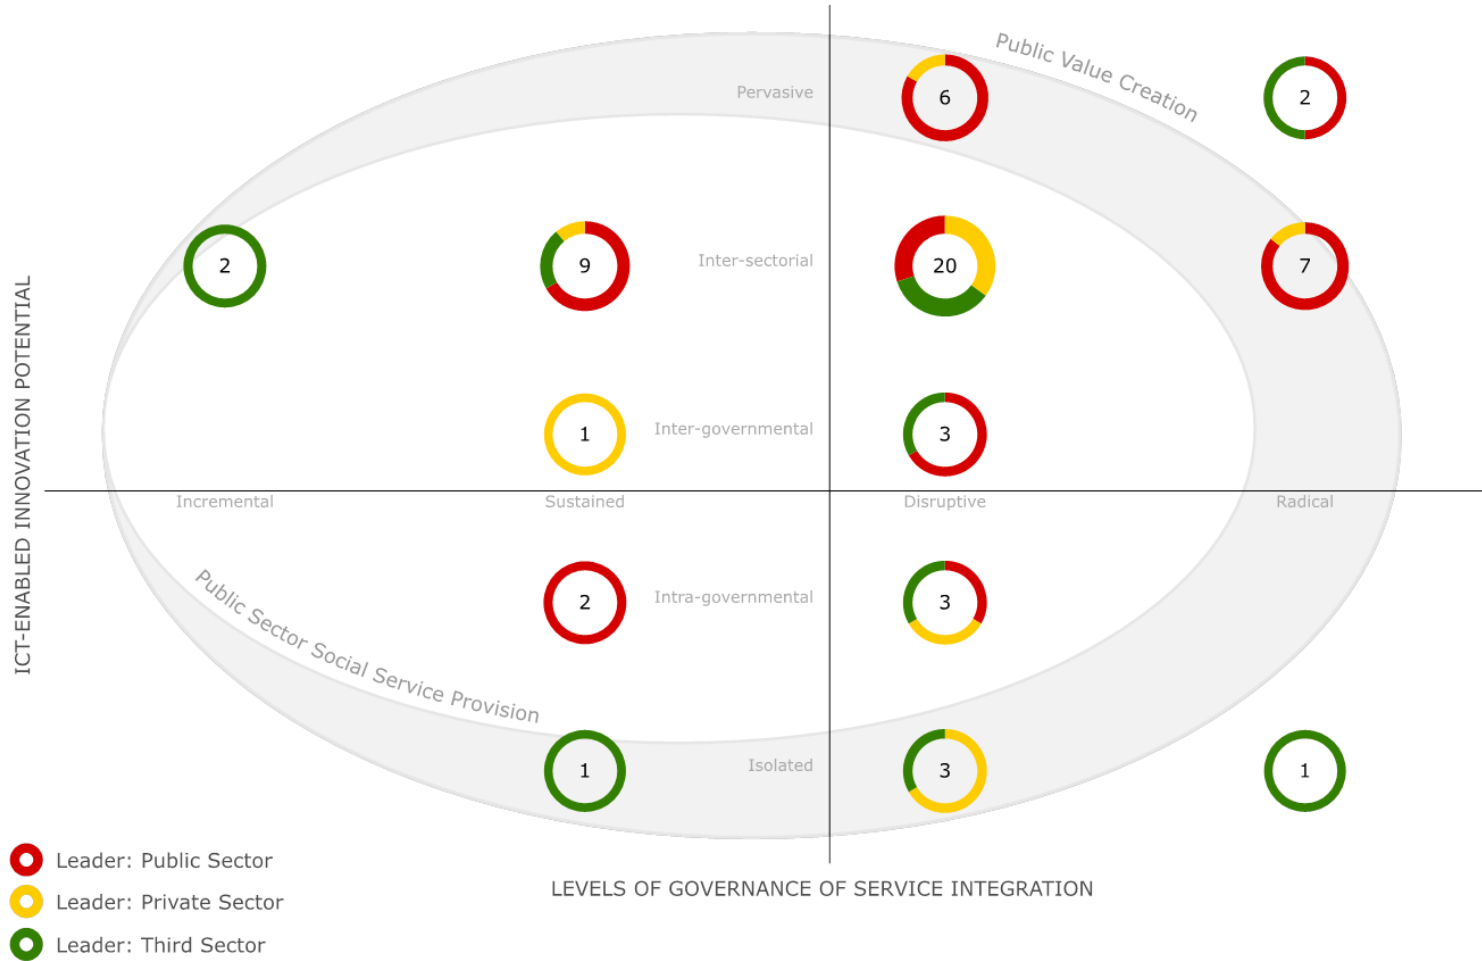 Public Value Creation
Pervasive
6
2
2
9
Inter-sectorial
20
7
1
Inter-governmental
3
Incremental
Sustained
Disruptive
Radical
2
Intra-governmental
3
Public Sector Social Service Provision
1
Isolated
3
1
ICT-ENABLED INNOVATION POTENTIAL
LEVELS OF GOVERNANCE OF SERVICE INTEGRATION
Leader: Public Sector
Leader: Private Sector
Leader: Third Sector